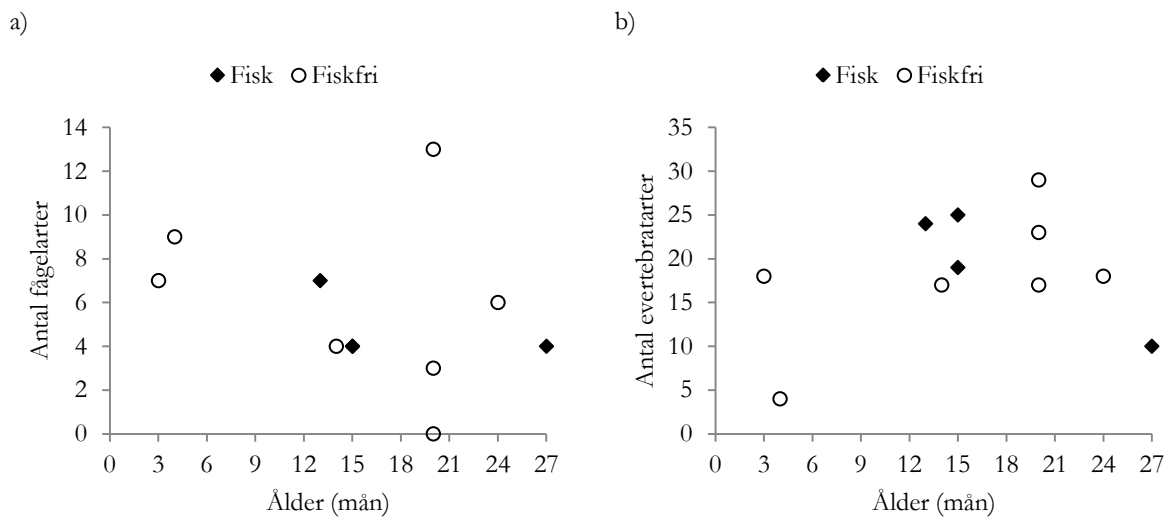 a)
Fisk Fiskfri
14
12
10
8
6
4
2
0
Antal fågelarter
0 3 6 9 12 15 18 21 24 27
Ålder (mån)
b)
Fisk Fiskfri
35
30
25
20
15
10
5
0
Antal evertebratarter
0 3 6 9 12 15 18 21 24 27
Ålder (mån)